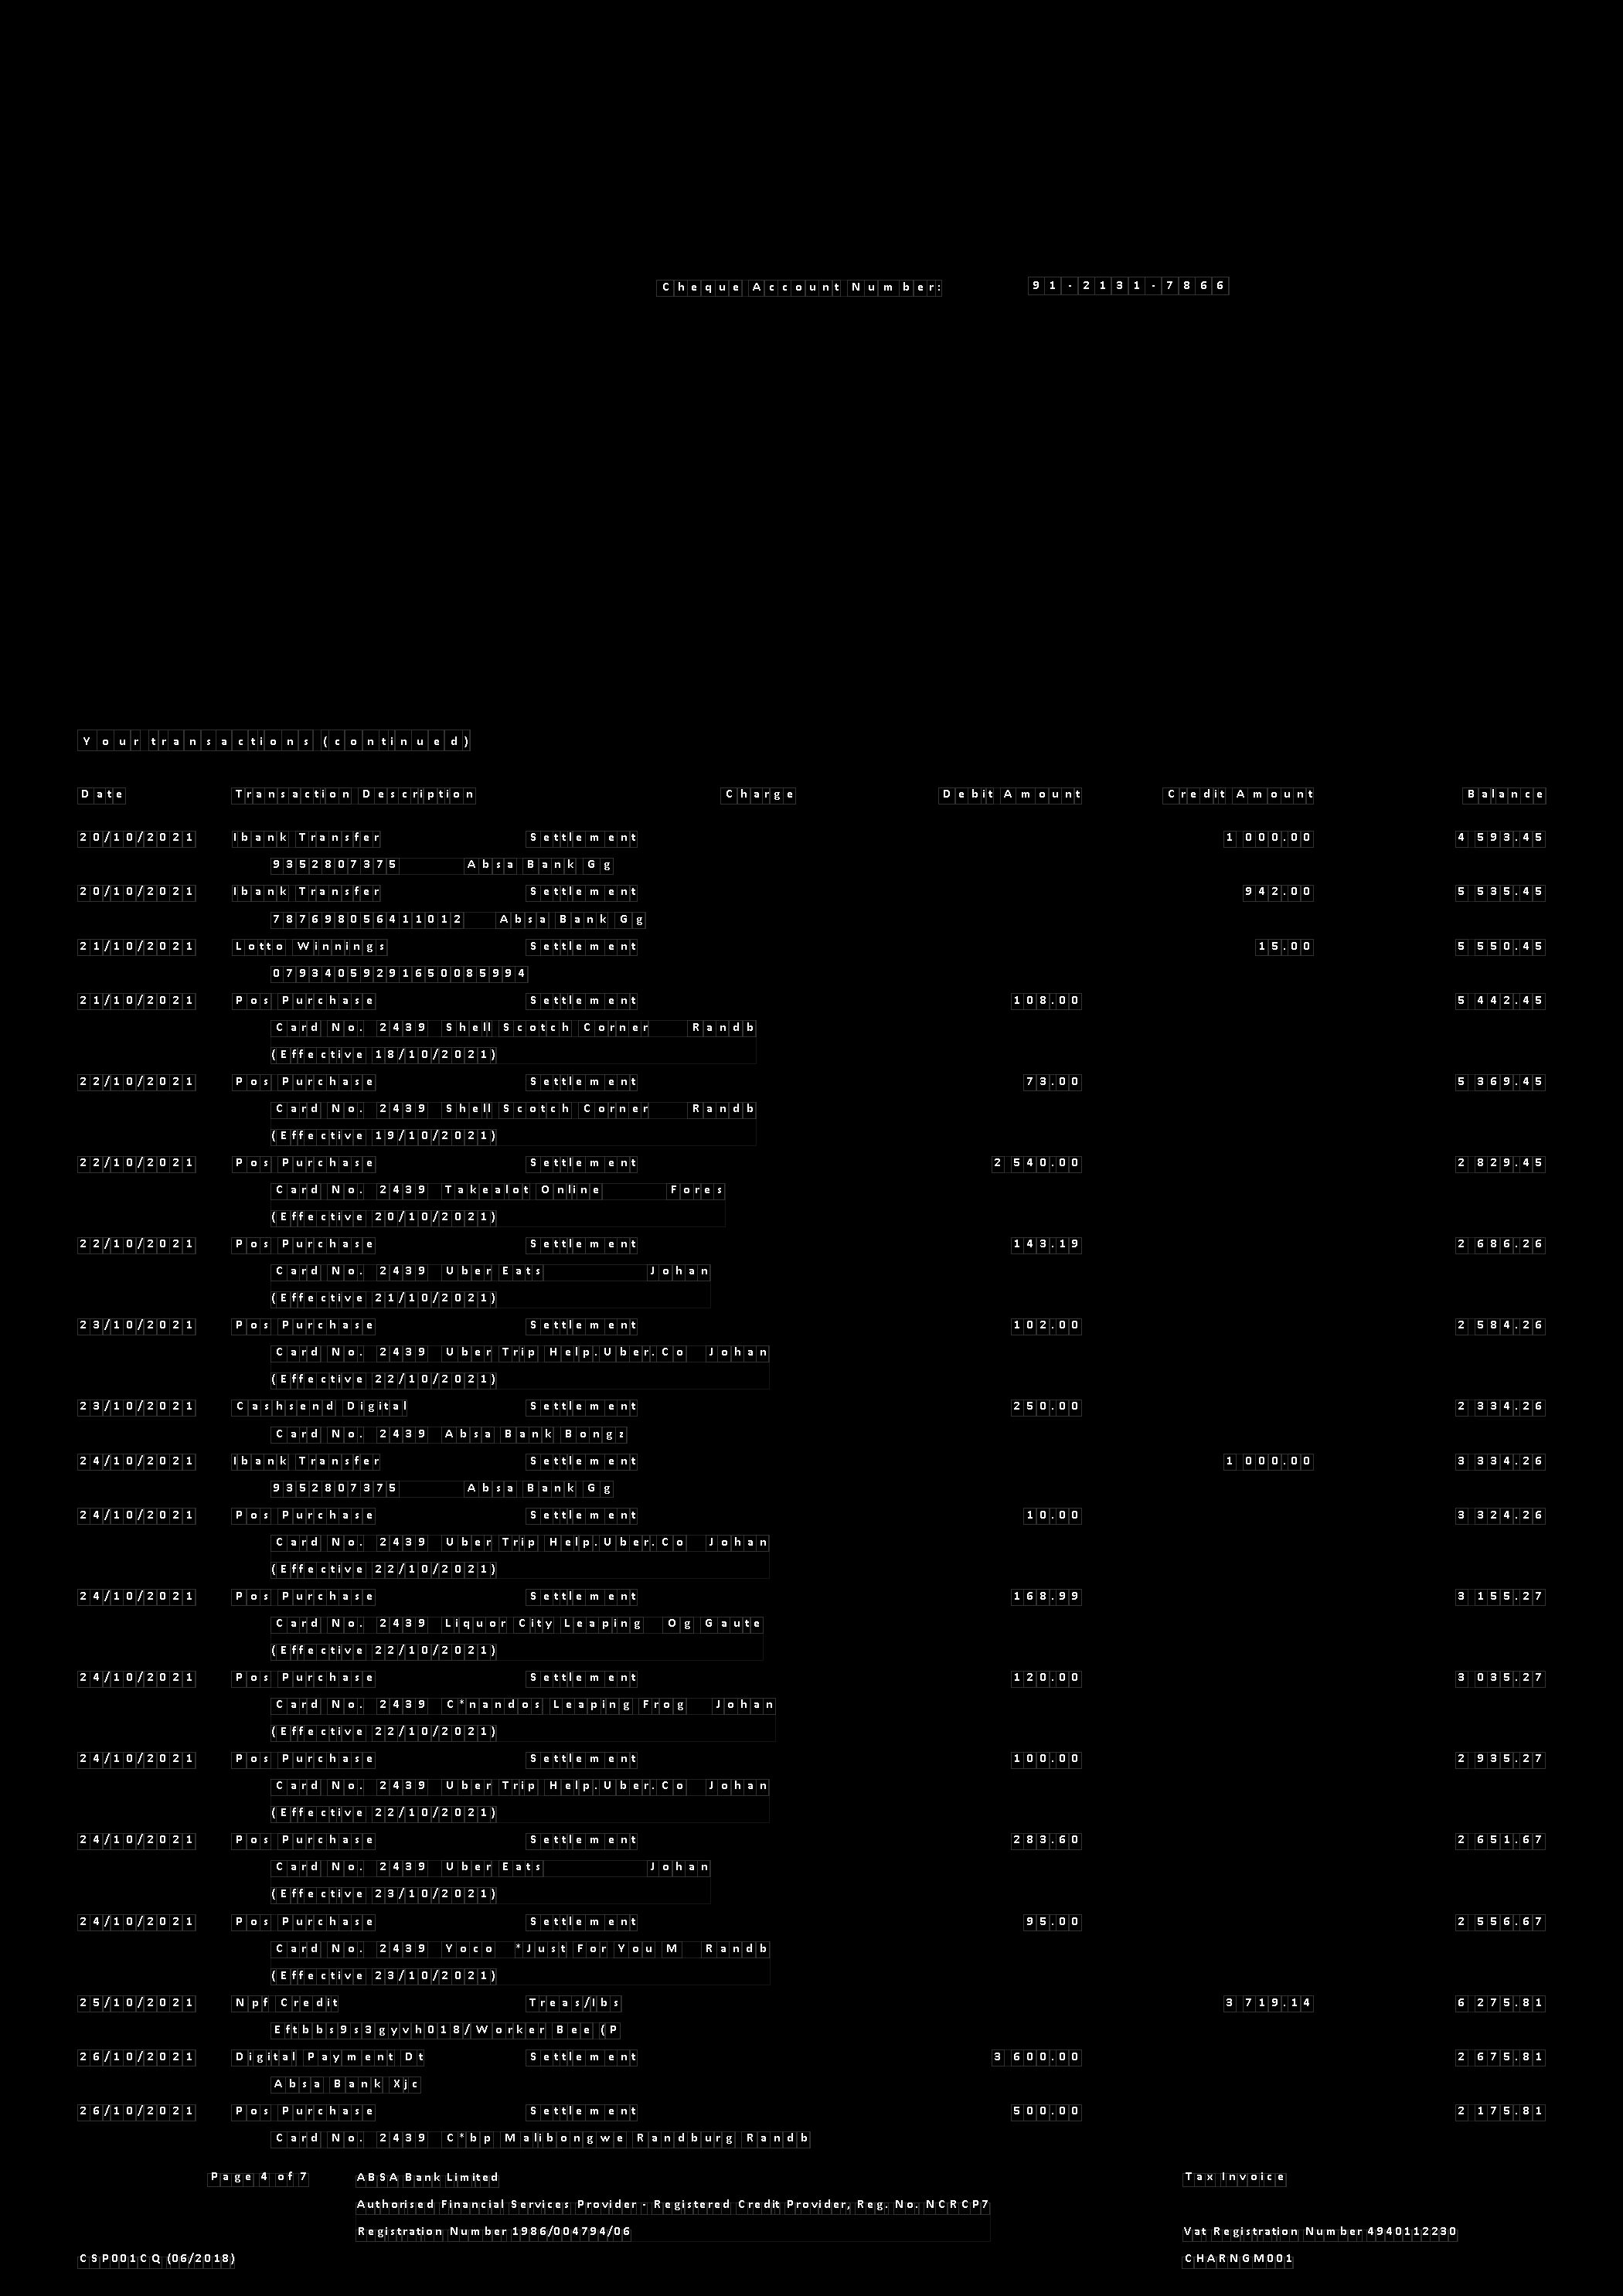 Cheque Account Number: 91-2131-7866
Your transactions (continued)
Date Transaction Description Charge Debit Amount Credit Amount Balance
20/10/2021 Ibank Transfer Settlement 1 000.00 4 593.45
9352807375 Absa Bank Gg
20/10/2021 Ibank Transfer Settlement 942.00 5 535.45
787698056411012 Absa Bank Gg
21/10/2021 Lotto Winnings Settlement 15.00 5 550.45
07934059291650085994
21/10/2021 Pos Purchase Settlement 108.00 5 442.45
Card No. 2439 Shell Scotch Corner Randb
(Effective 18/10/2021)
22/10/2021 Pos Purchase Settlement 73.00 5 369.45
Card No. 2439 Shell Scotch Corner Randb
(Effective 19/10/2021)
22/10/2021 Pos Purchase Settlement 2 540.00 2 829.45
Card No. 2439 Takealot Online Fores
(Effective 20/10/2021)
22/10/2021 Pos Purchase Settlement 143.19 2 686.26
Card No. 2439 Uber Eats Johan
(Effective 21/10/2021)
23/10/2021 Pos Purchase Settlement 102.00 2 584.26
Card No. 2439 Uber Trip Help.Uber.Co Johan
(Effective 22/10/2021)
23/10/2021 Cashsend Digital Settlement 250.00 2 334.26
Card No. 2439 Absa Bank Bongz
24/10/2021 Ibank Transfer Settlement 1 000.00 3 334.26
9352807375 Absa Bank Gg
24/10/2021 Pos Purchase Settlement 10.00 3 324.26
Card No. 2439 Uber Trip Help.Uber.Co Johan
(Effective 22/10/2021)
24/10/2021 Pos Purchase Settlement 168.99 3 155.27
Card No. 2439 Liquor City Leaping Og Gaute
(Effective 22/10/2021)
24/10/2021 Pos Purchase Settlement 120.00 3 035.27
Card No. 2439 C*nandos Leaping Frog Johan
(Effective 22/10/2021)
24/10/2021 Pos Purchase Settlement 100.00 2 935.27
Card No. 2439 Uber Trip Help.Uber.Co Johan
(Effective 22/10/2021)
24/10/2021 Pos Purchase Settlement 283.60 2 651.67
Card No. 2439 Uber Eats Johan
(Effective 23/10/2021)
24/10/2021 Pos Purchase Settlement 95.00 2 556.67
Card No. 2439 Yoco *Just For You M Randb
(Effective 23/10/2021)
25/10/2021 Npf Credit Treas/Ibs 3 719.14 6 275.81
Eftbbs9s3gyvh018/Worker Bee (P
26/10/2021 Digital Payment Dt Settlement 3 600.00 2 675.81
Absa Bank Xjc
26/10/2021 Pos Purchase Settlement 500.00 2 175.81
Card No. 2439 C*bp Malibongwe Randburg Randb
Page 4 of 7 ABSA Bank Limited Tax Invoice
Authorised Financial Services Provider - Registered Credit Provider, Reg. No. NCRCP7
Registration Number 1986/004794/06 Vat Registration Number 4940112230
CSP001CQ (06/2018) CHARNGM001